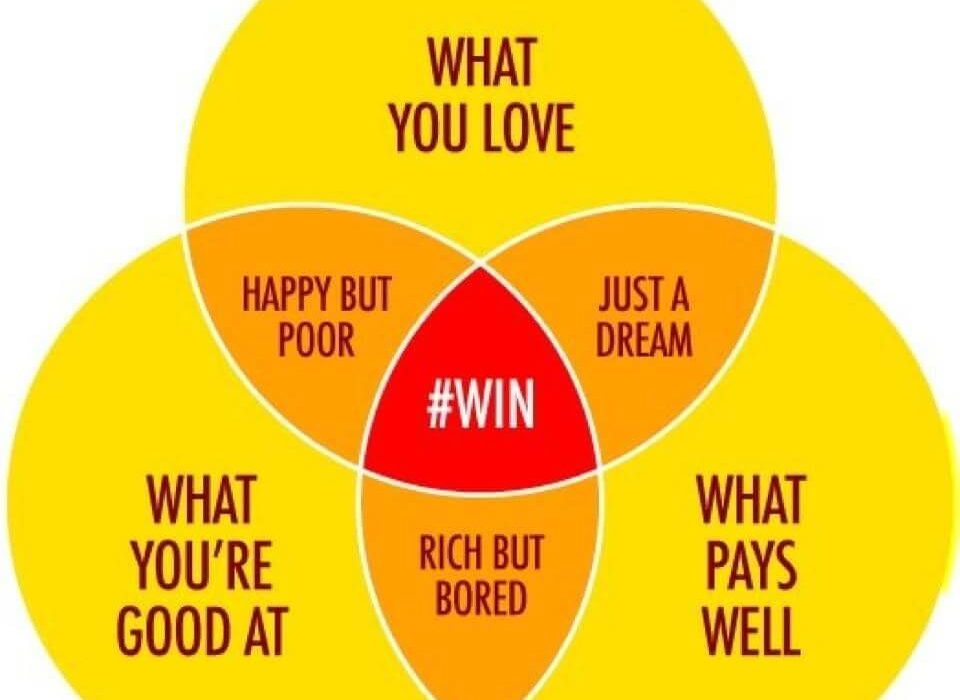 WHAT
YOU LOVE
HAPPY BUT
POOR
JUST A
DREAM
#WIN
WHAT
YOU'RE
GOOD AT
RICH BUT
BORED
WHAT
PAYS
WELL